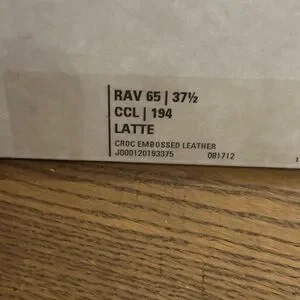 RAV 65 | 37½
CCL | 194
LATTE
CROC EMBOSSED LEATHER
J000120193375 081712